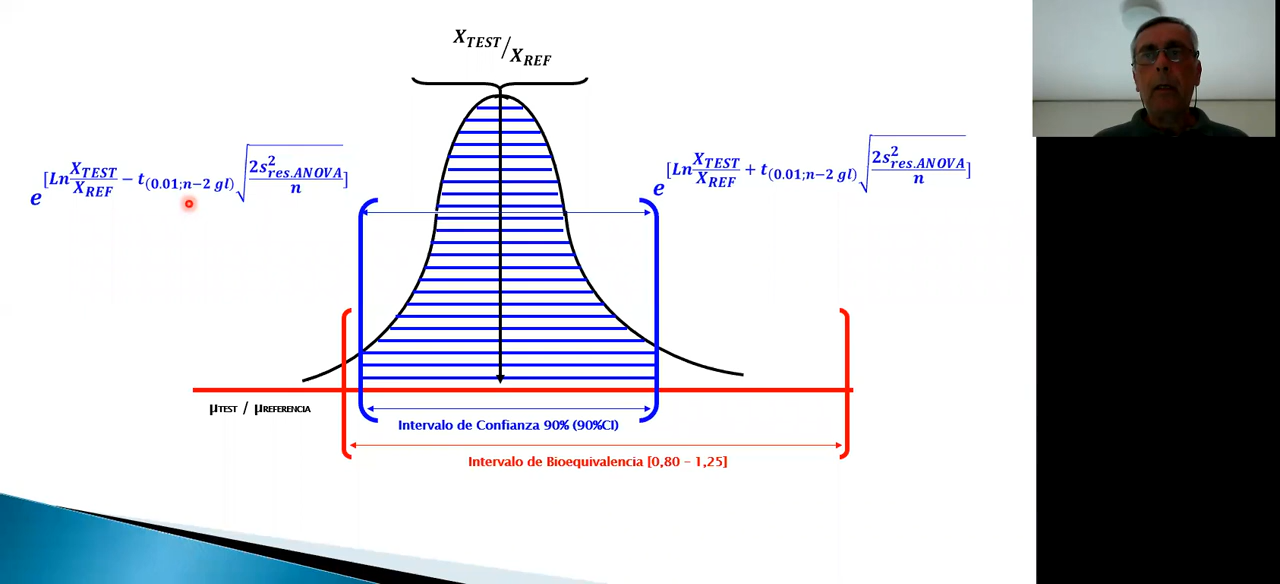 X_TEST/X_REF
e^[Ln X_TEST/X_REF − t_(0.01;n−2 gl) √(2s²_res.ANOVA/n)]
e^[Ln X_TEST/X_REF + t_(0.01;n−2 gl) √(2s²_res.ANOVA/n)]
μTEST / μREFERENCIA
Intervalo de Confianza 90% (90%CI)
Intervalo de Bioequivalencia [0,80 – 1,25]